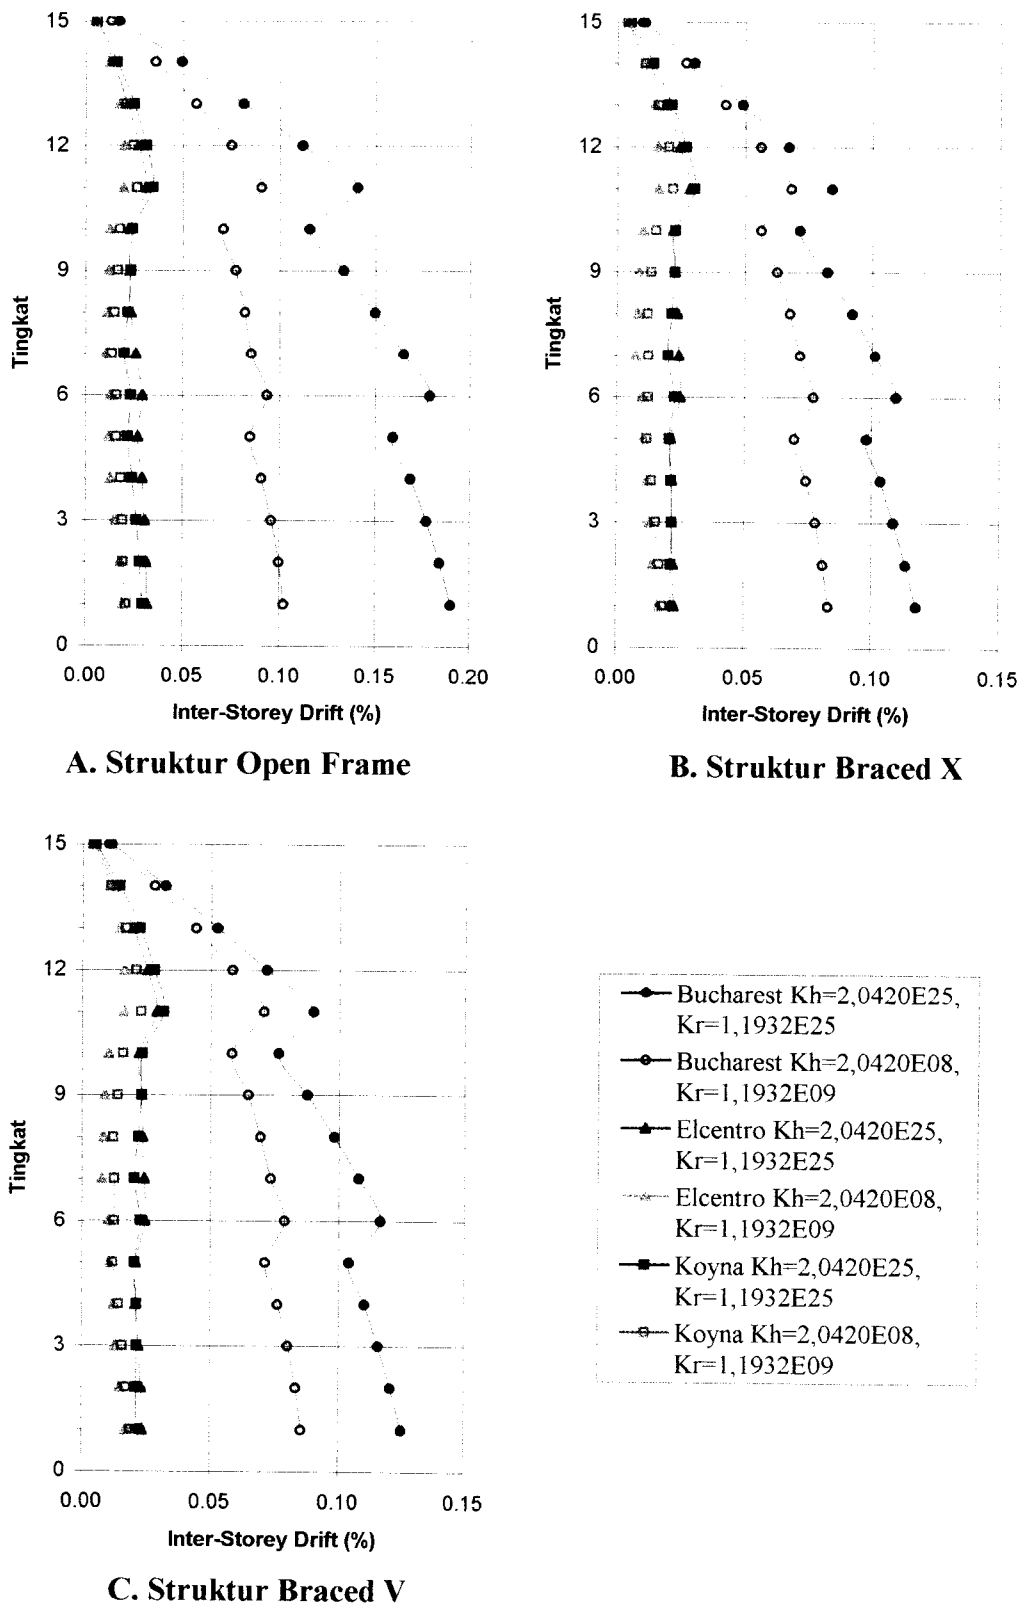 15
12
9
6
3
0
Tingkat
0.00 0.05 0.10 0.15 0.20
Inter-Storey Drift (%)
A. Struktur Open Frame
15
12
9
6
3
0
Tingkat
0.00 0.05 0.10 0.15
Inter-Storey Drift (%)
B. Struktur Braced X
15
12
9
6
3
0
Tingkat
0.00 0.05 0.10 0.15
Inter-Storey Drift (%)
C. Struktur Braced V
Bucharest Kh=2,0420E25,
Kr=1,1932E25
Bucharest Kh=2,0420E08,
Kr=1,1932E09
Elcentro Kh=2,0420E25,
Kr=1,1932E25
Elcentro Kh=2,0420E08,
Kr=1,1932E09
Koyna Kh=2,0420E25,
Kr=1,1932E25
Koyna Kh=2,0420E08,
Kr=1,1932E09